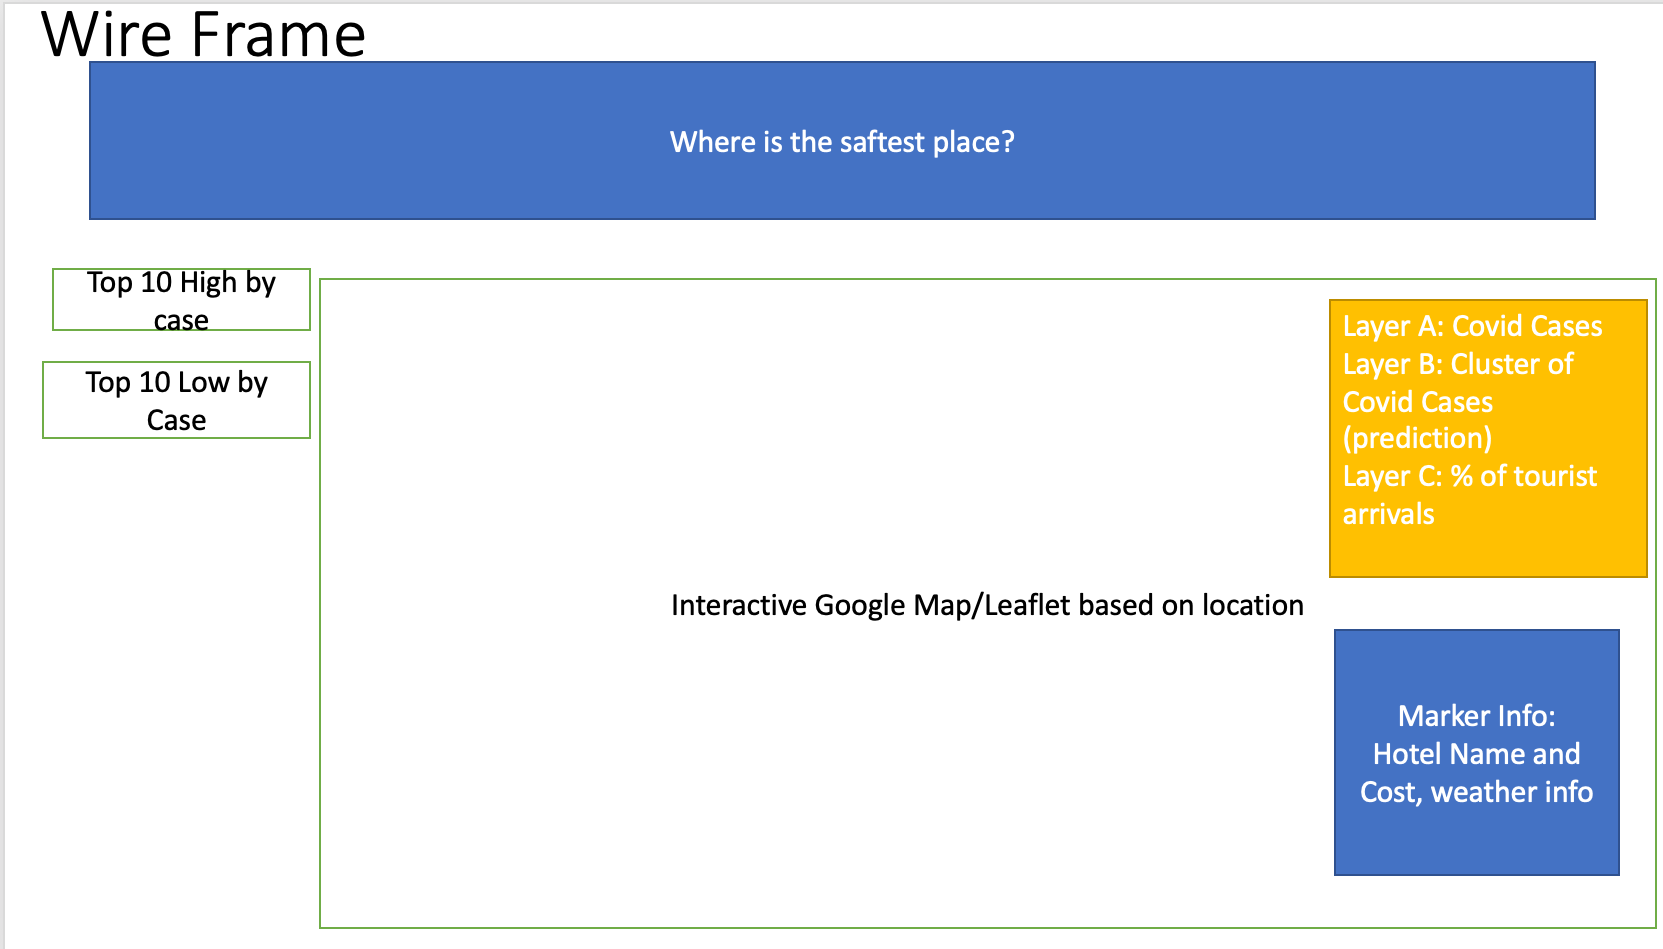 Wire Frame
Where is the saftest place?
Top 10 High by
case
Top 10 Low by
Case
Layer A: Covid Cases
Layer B: Cluster of
Covid Cases
(prediction)
Layer C: % of tourist
arrivals
Interactive Google Map/Leaflet based on location
Marker Info:
Hotel Name and
Cost, weather info